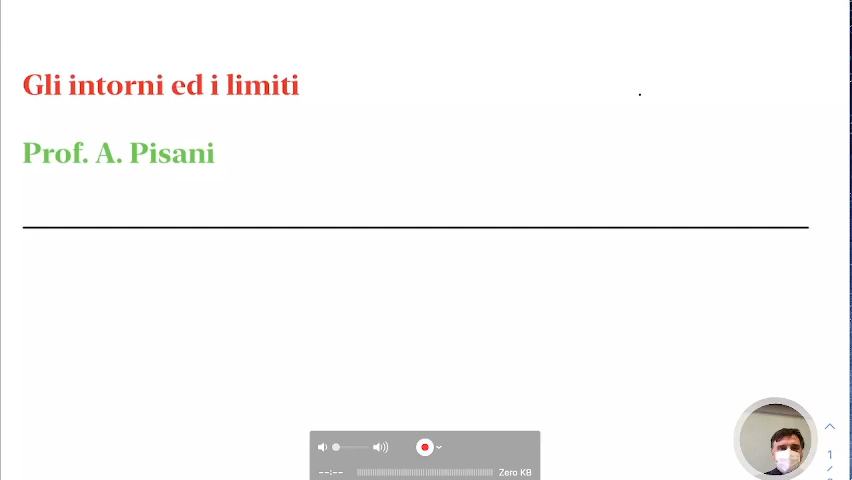 Gli intorni ed i limiti
Prof. A. Pisani
--:--
Zero KB
1